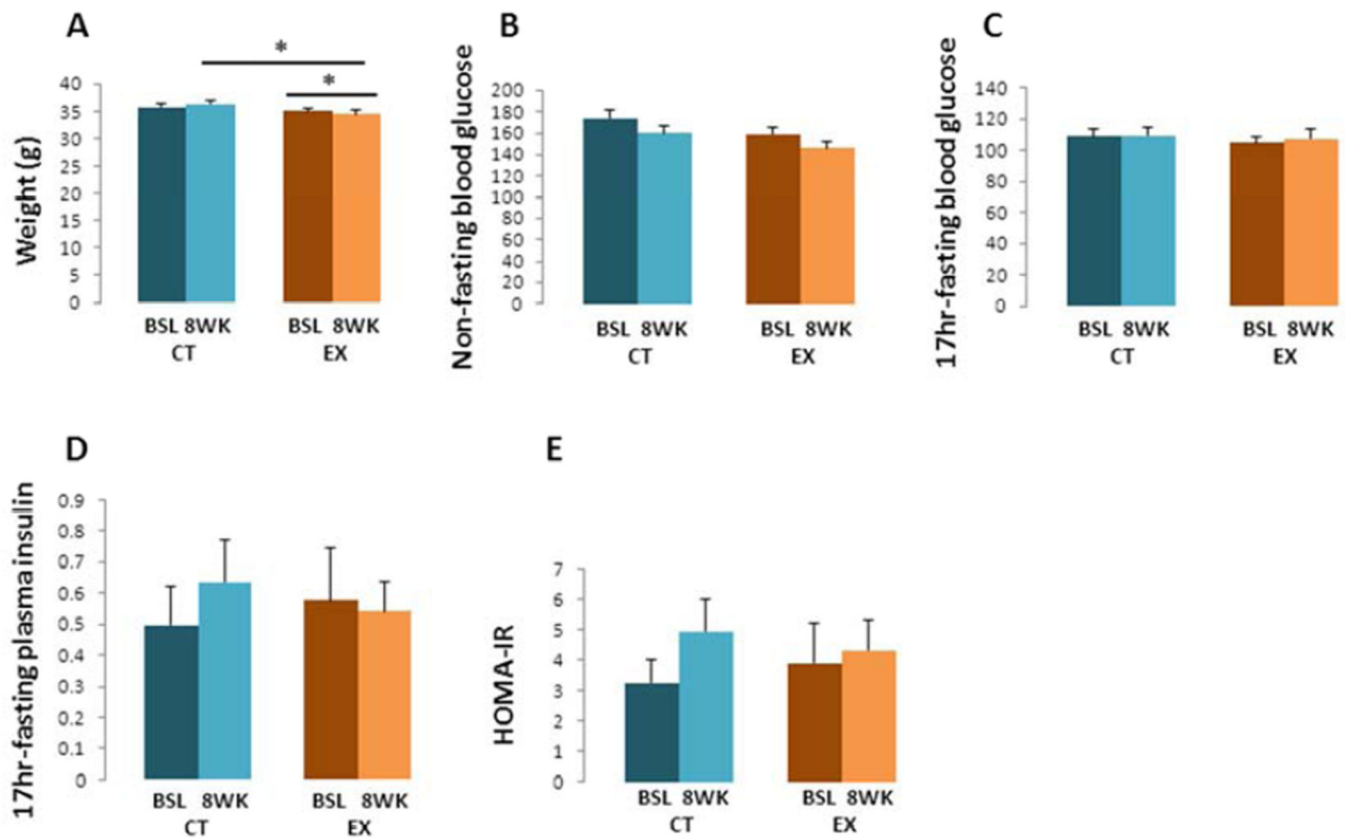 A
*
*
Weight (g)
40
35
30
25
20
15
10
5
0
BSL 8WK BSL 8WK
CT EX
B
Non-fasting blood glucose
200
180
160
140
120
100
80
60
40
20
0
BSL 8WK BSL 8WK
CT EX
C
17hr-fasting blood glucose
140
120
100
80
60
40
20
0
BSL 8WK BSL 8WK
CT EX
D
17hr-fasting plasma insulin
0.9
0.8
0.7
0.6
0.5
0.4
0.3
0.2
0.1
0
BSL 8WK BSL 8WK
CT EX
E
HOMA-IR
7
6
5
4
3
2
1
0
BSL 8WK BSL 8WK
CT EX